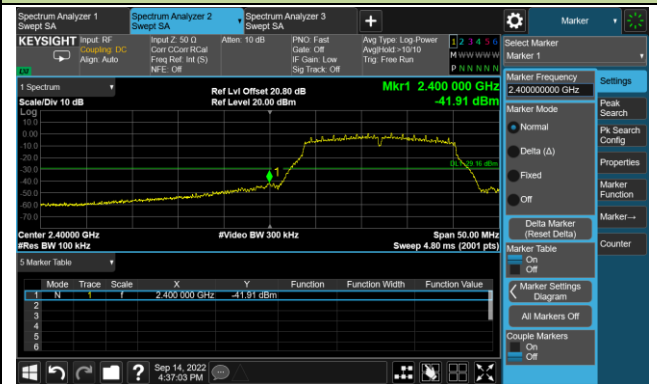 Spectrum Analyzer 1
Swept SA
Spectrum Analyzer 2
Swept SA
Spectrum Analyzer 3
Swept SA
+
Marker
KEYSIGHT
LXI
Input: RF
Coupling: DC
Align: Auto
Input Z: 50 Ω
Corr CCorr RCal
Freq Ref: Int (S)
NFE: Off
Atten: 10 dB
PNO: Fast
Gate: Off
IF Gain: Low
Sig Track: Off
Avg Type: Log-Power
Avg|Hold:>10/10
Trig: Free Run
1 2 3 4 5 6
M W W W W W
P N N N N N
Select Marker
Marker 1
1 Spectrum
Scale/Div 10 dB
Log
Ref Lvl Offset 20.80 dB
Ref Level 20.00 dBm
Mkr1 2.400 000 GHz
-41.91 dBm
10.0
0.00
-10.0
-20.0
-30.0
-40.0
-50.0
-60.0
-70.0
1
DL1 -29.16 dBm
Center 2.40000 GHz
#Res BW 100 kHz
#Video BW 300 kHz
Span 50.00 MHz
Sweep 4.80 ms (2001 pts)
5 Marker Table
Mode Trace Scale X Y Function Function Width Function Value
1 N 1 f 2.400 000 GHz -41.91 dBm
2
3
4
5
6
Marker Frequency
2.400000000 GHz
Marker Mode
Normal
Delta (Δ)
Fixed
Off
Delta Marker
(Reset Delta)
Marker Table
On
Off
Marker Settings
Diagram
All Markers Off
Couple Markers
On
Off
Settings
Peak
Search
Pk Search
Config
Properties
Marker
Function
Marker→
Counter
?
Sep 14, 2022
4:37:03 PM